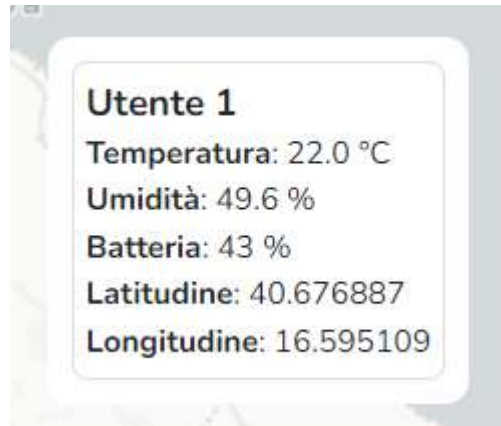 Utente 1
Temperatura: 22.0 °C
Umidità: 49.6 %
Batteria: 43 %
Latitudine: 40.676887
Longitudine: 16.595109